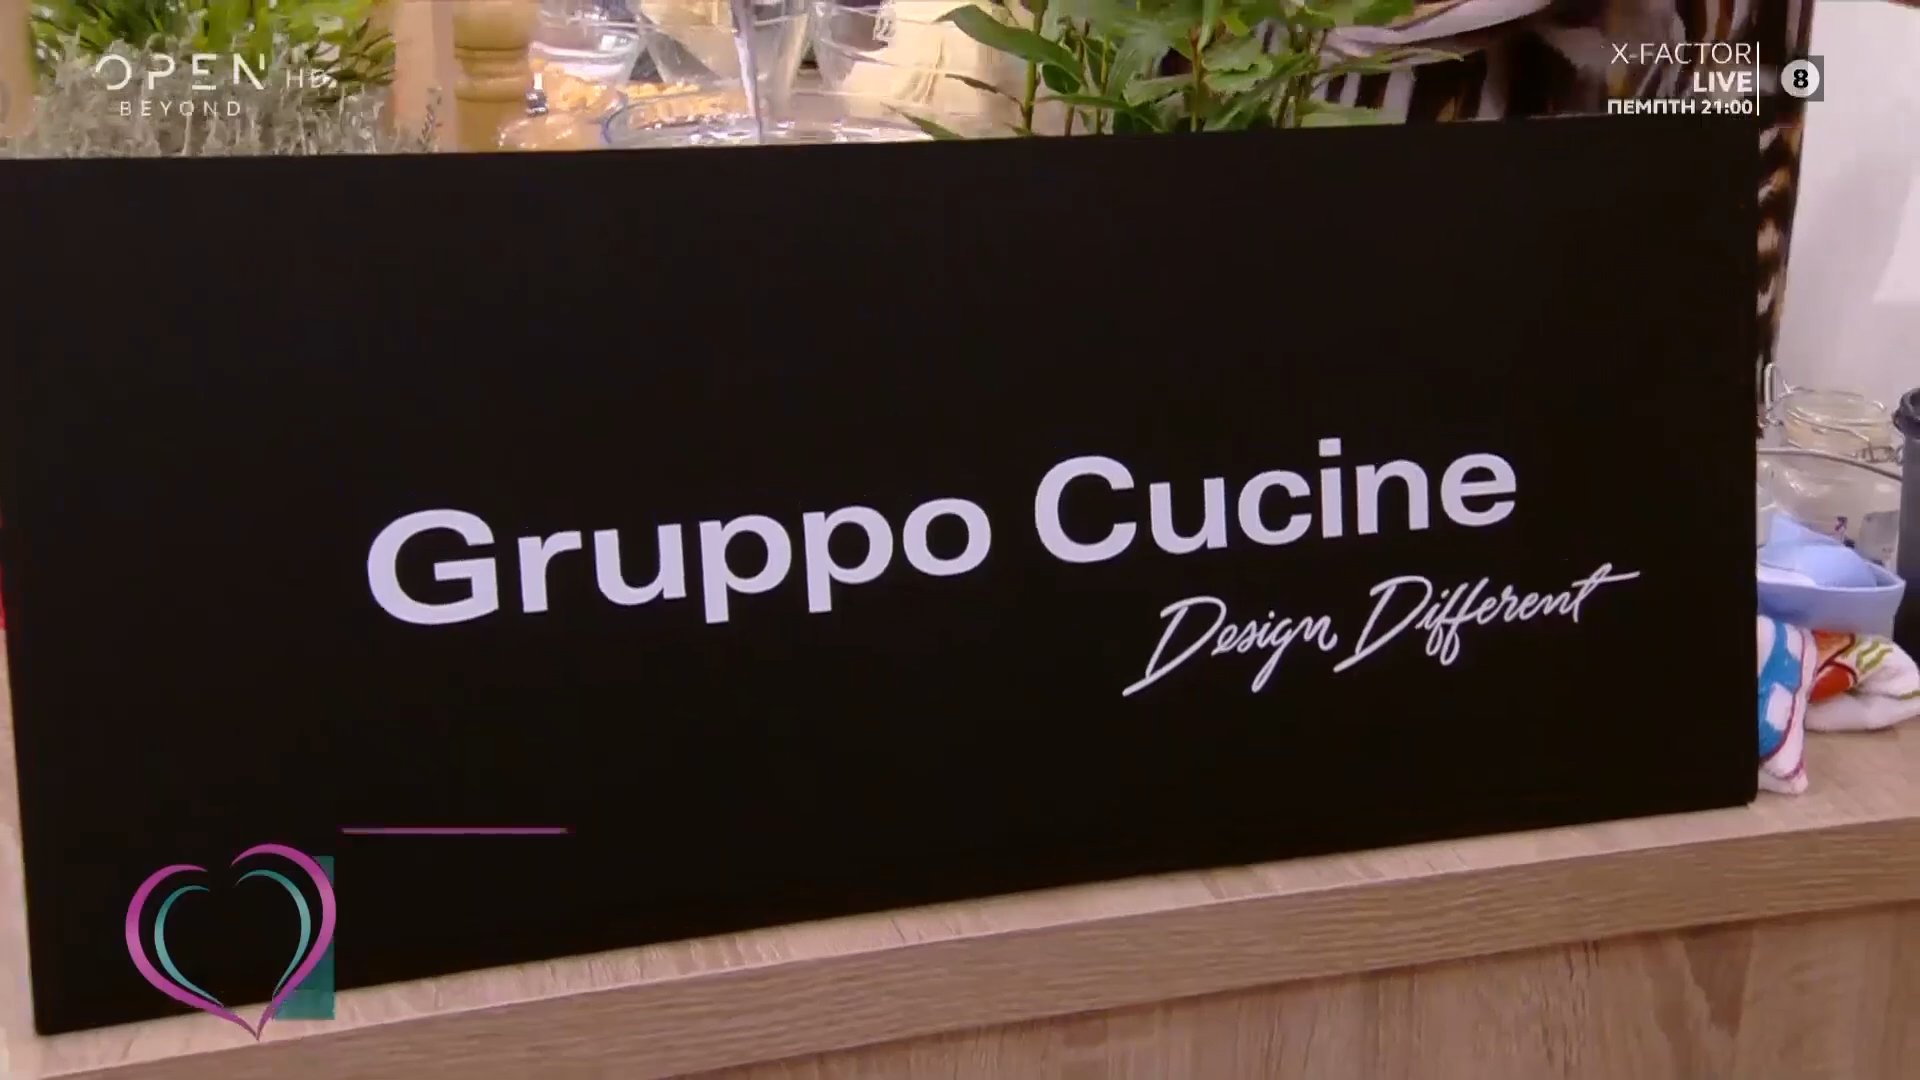 OPEN HD
BEYOND
X-FACTOR
LIVE
ΠΕΜΠΤΗ 21:00
8
Gruppo Cucine
Design Different